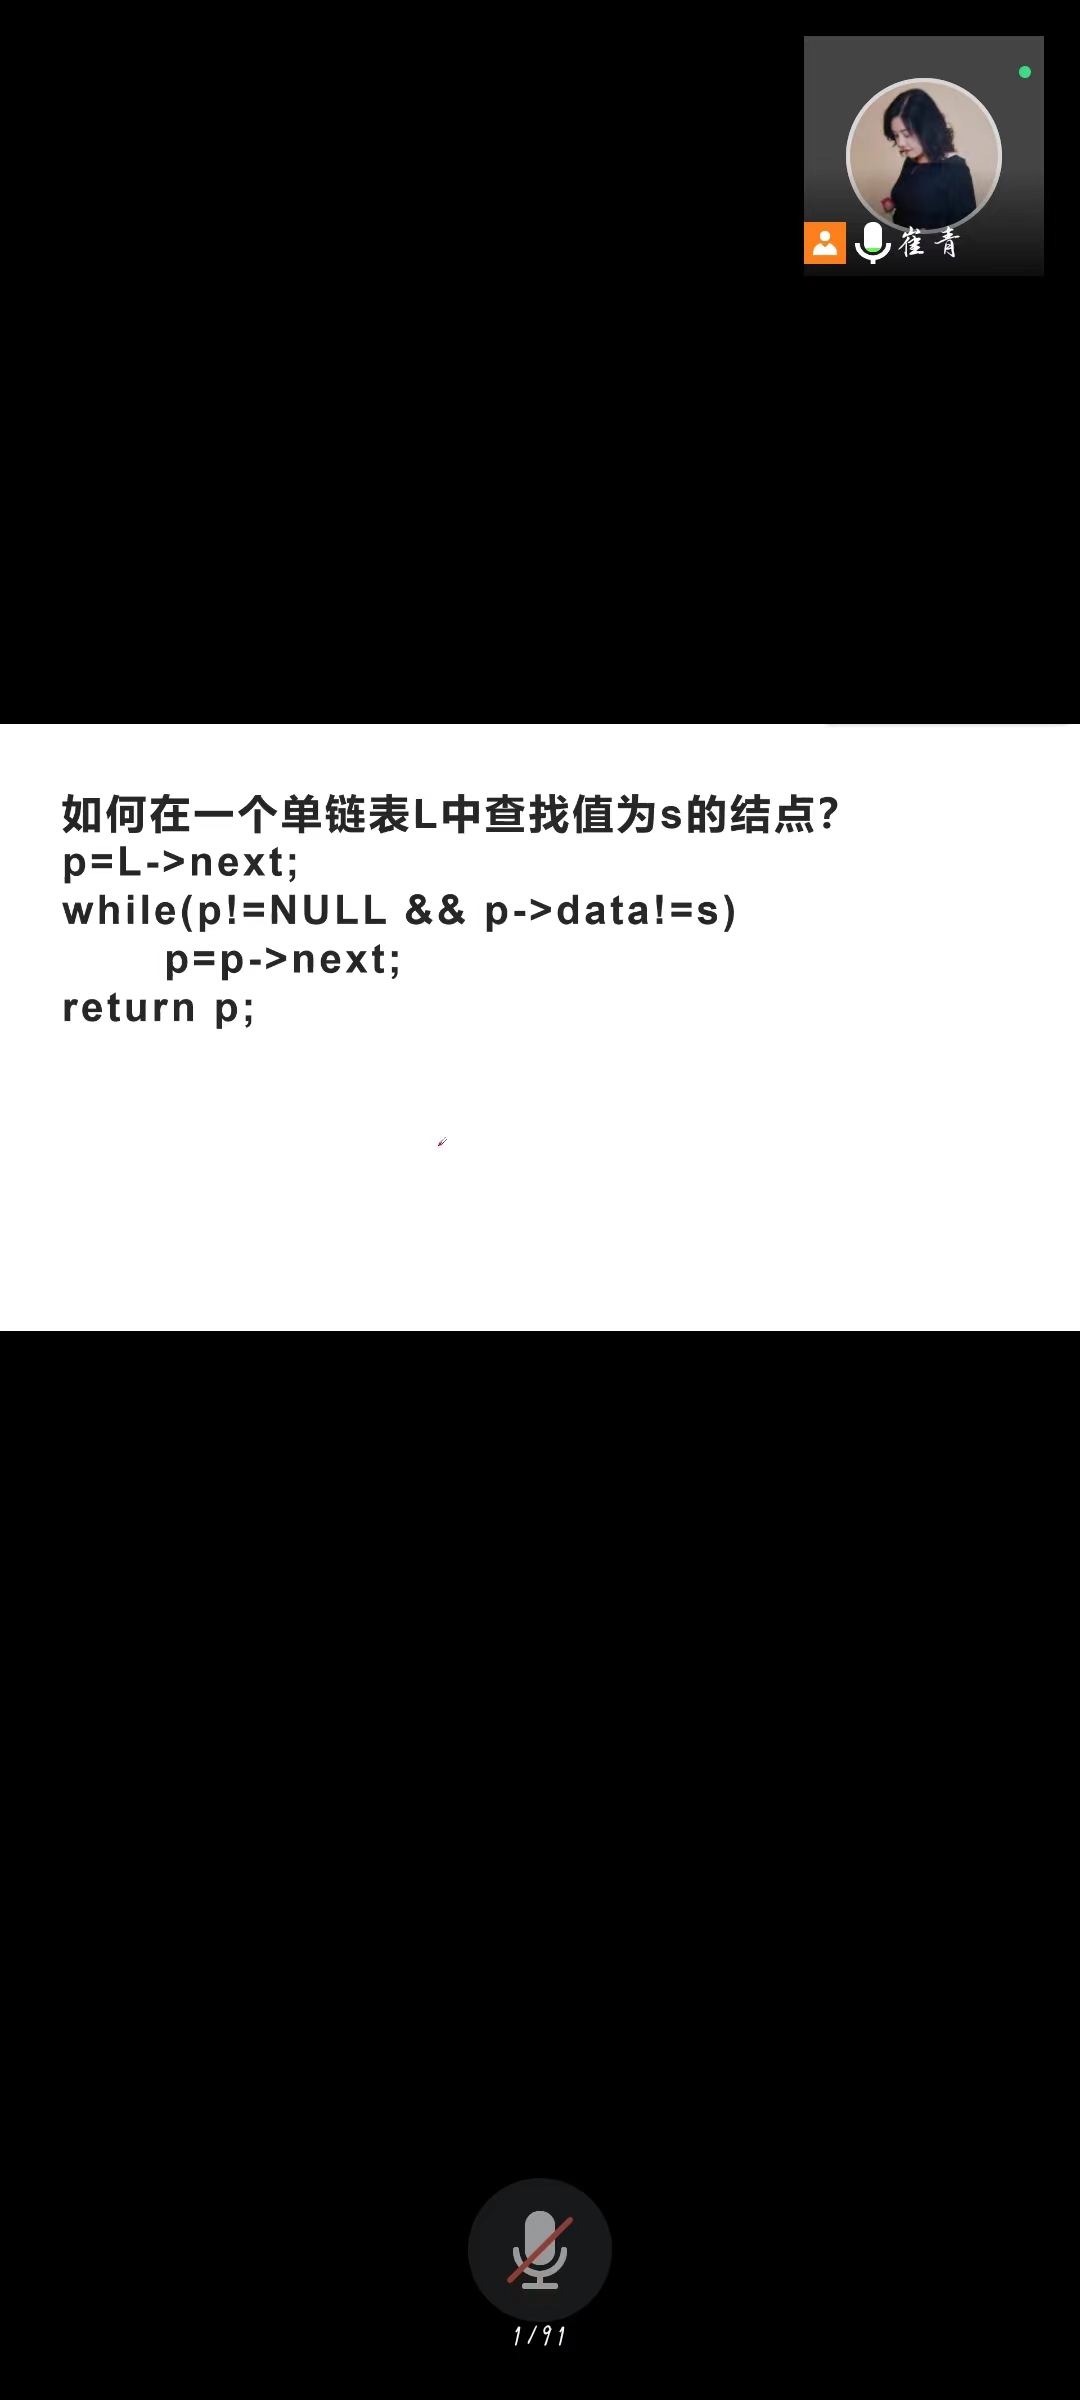 崔青
如何在一个单链表L中查找值为s的结点?
p=L->next;
while(p!=NULL && p->data!=s)
p=p->next;
return p;
1/91